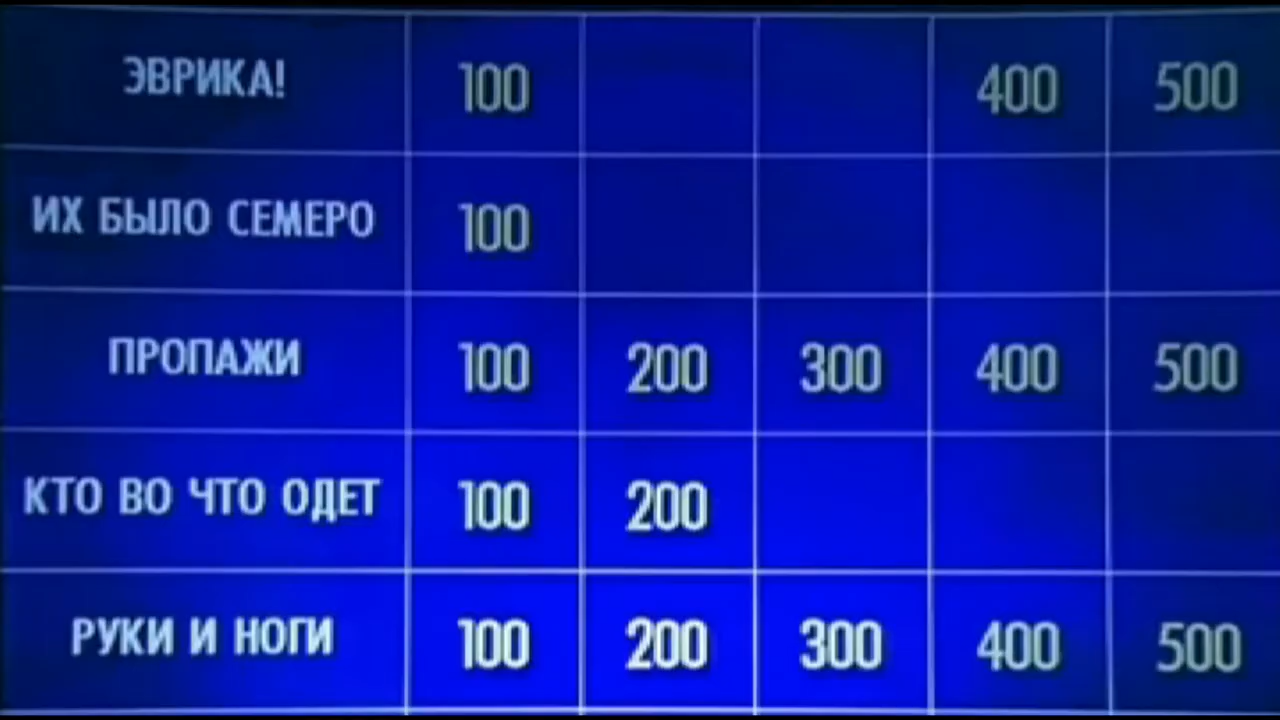 ЭВРИКА! 100 400 500
ИХ БЫЛО СЕМЕРО 100
ПРОПАЖИ 100 200 300 400 500
КТО ВО ЧТО ОДЕТ 100 200
РУКИ И НОГИ 100 200 300 400 500